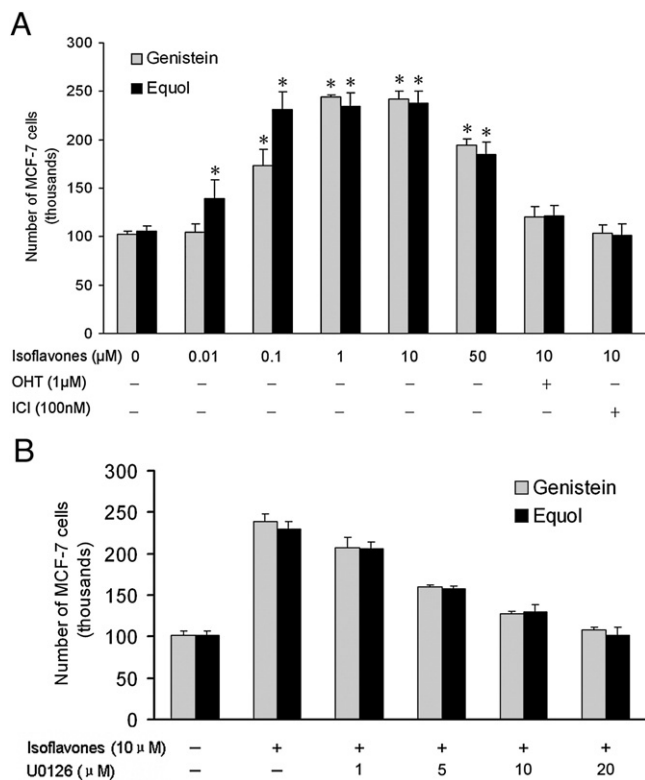 A
300
250
200
150
100
50
0
Number of MCF-7 cells
(thousands)
Genistein
Equol
* * * * * * * *
Isoflavones (μM) 0 0.01 0.1 1 10 50 10 10
OHT (1μM) – – – – – – + –
ICI (100nM) – – – – – – – +
B
300
250
200
150
100
50
0
Number of MCF-7 cells
(thousands)
Genistein
Equol
Isoflavones (10 μM) – + + + + +
U0126 (μM) – – 1 5 10 20